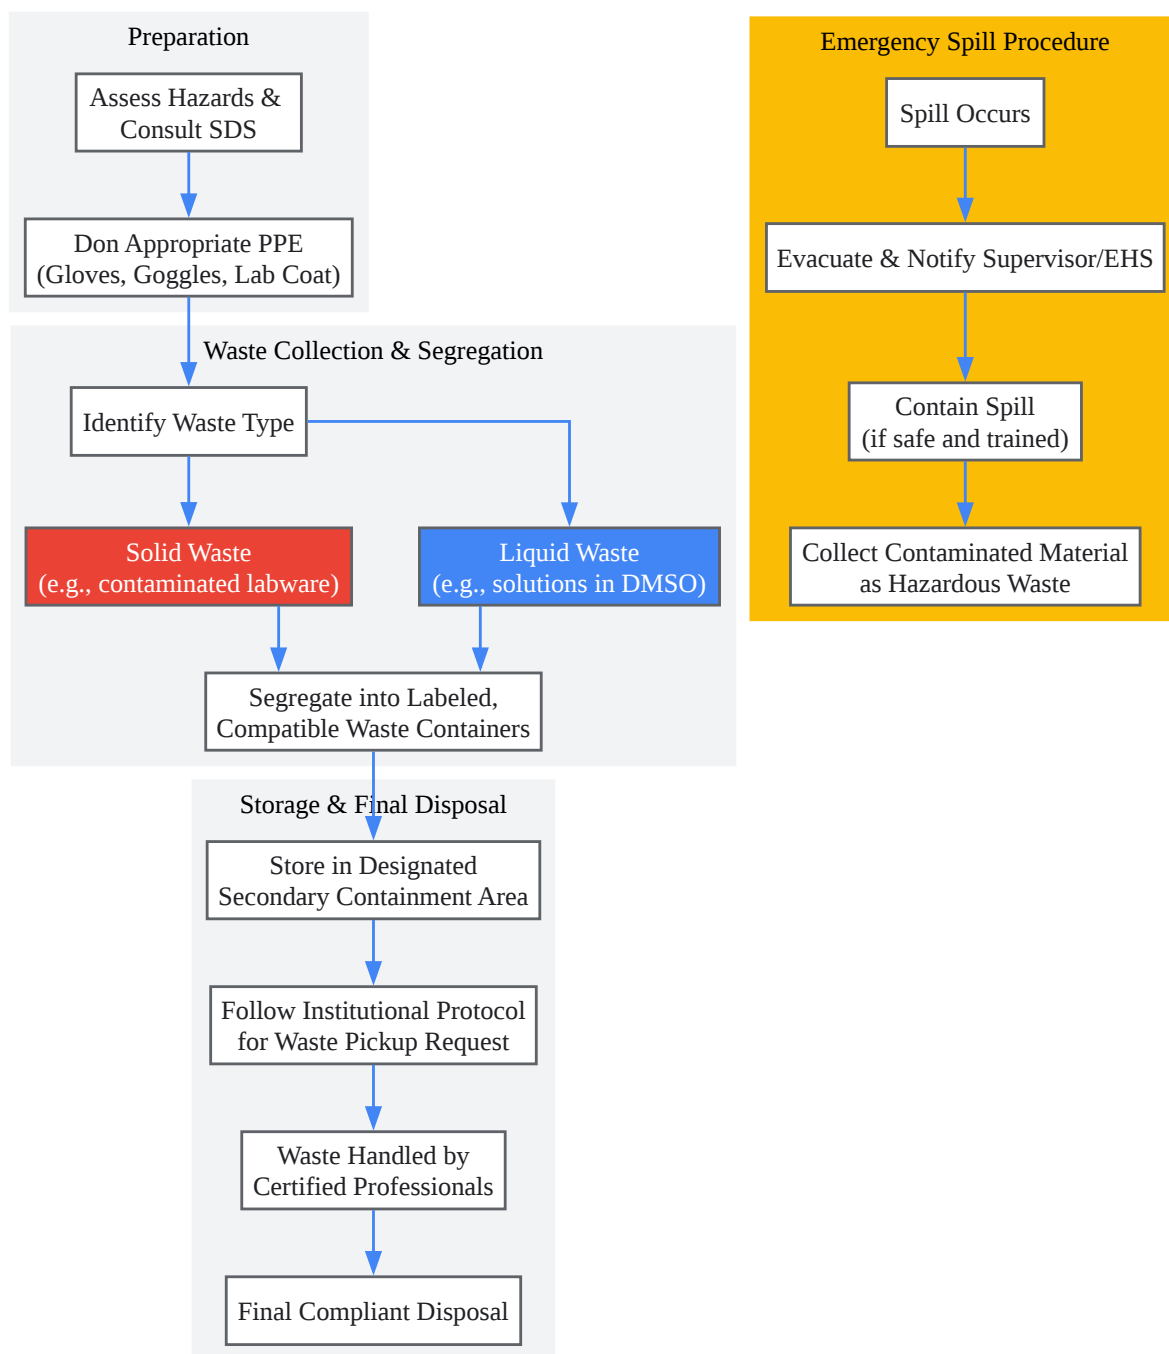 Preparation
Assess Hazards &
Consult SDS
Don Appropriate PPE
(Gloves, Goggles, Lab Coat)
Waste Collection & Segregation
Identify Waste Type
Solid Waste
(e.g., contaminated labware)
Liquid Waste
(e.g., solutions in DMSO)
Segregate into Labeled,
Compatible Waste Containers
Storage & Final Disposal
Store in Designated
Secondary Containment Area
Follow Institutional Protocol
for Waste Pickup Request
Waste Handled by
Certified Professionals
Final Compliant Disposal
Emergency Spill Procedure
Spill Occurs
Evacuate & Notify Supervisor/EHS
Contain Spill
(if safe and trained)
Collect Contaminated Material
as Hazardous Waste